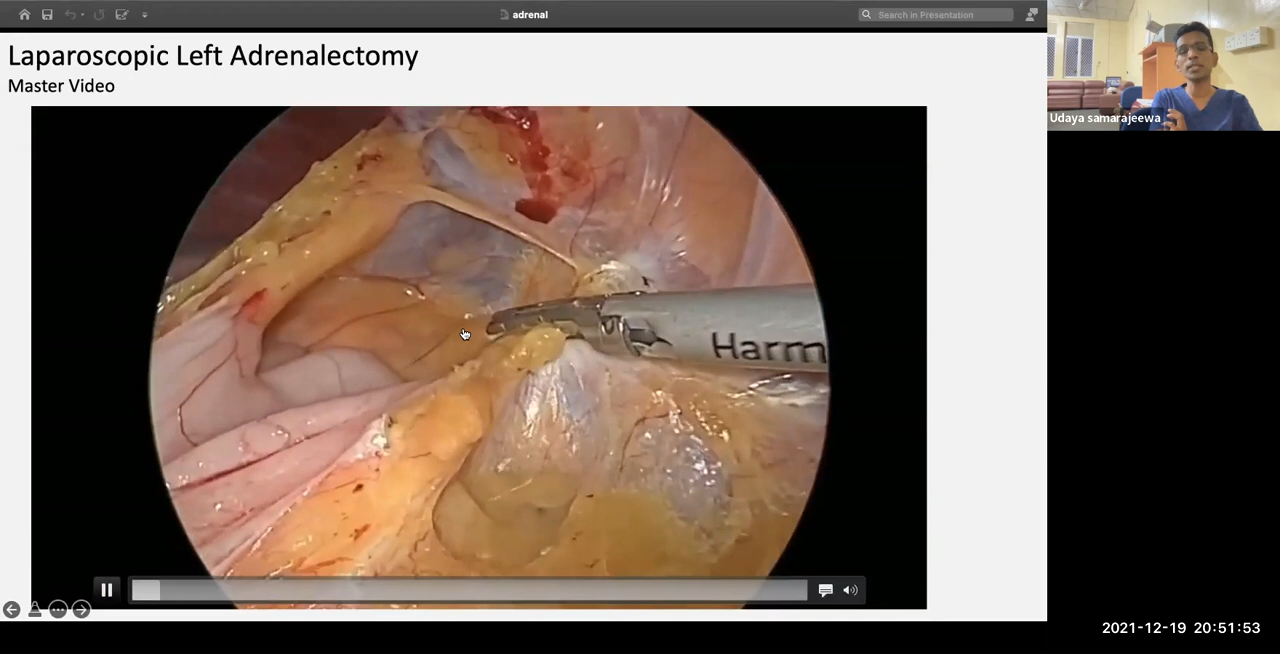 adrenal
Search in Presentation
Laparoscopic Left Adrenalectomy
Master Video
Udaya samarajeewa
Harm
2021-12-19 20:51:53